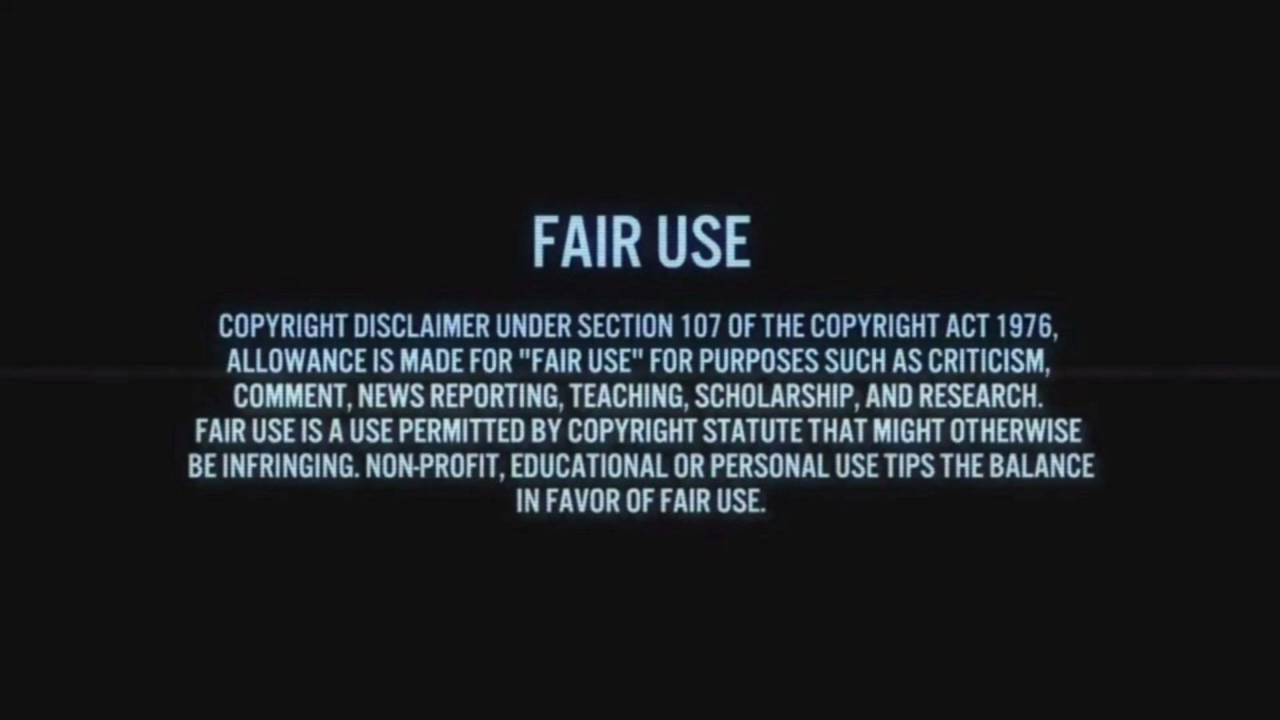 FAIR USE
COPYRIGHT DISCLAIMER UNDER SECTION 107 OF THE COPYRIGHT ACT 1976,
ALLOWANCE IS MADE FOR "FAIR USE" FOR PURPOSES SUCH AS CRITICISM,
COMMENT, NEWS REPORTING, TEACHING, SCHOLARSHIP, AND RESEARCH.
FAIR USE IS A USE PERMITTED BY COPYRIGHT STATUTE THAT MIGHT OTHERWISE
BE INFRINGING. NON-PROFIT, EDUCATIONAL OR PERSONAL USE TIPS THE BALANCE
IN FAVOR OF FAIR USE.